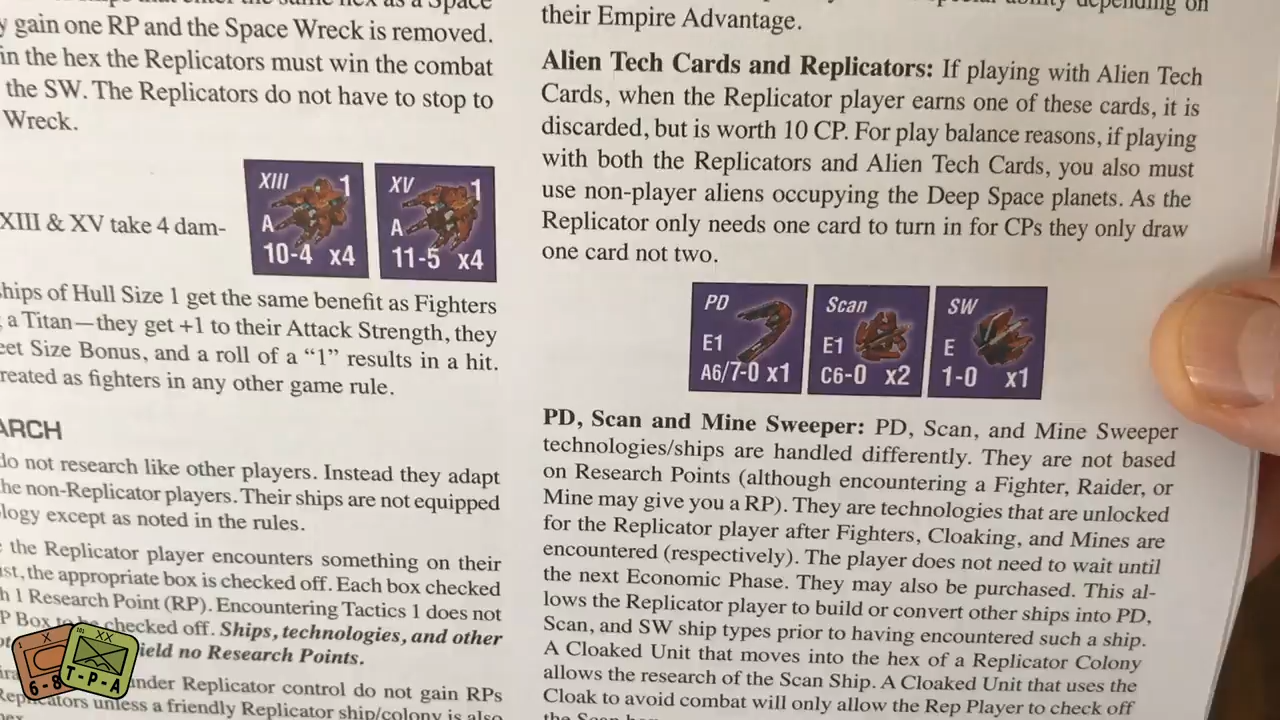 gain one RP and the Space Wreck is removed.
in the hex the Replicators must win the combat
the SW. The Replicators do not have to stop to
Wreck.
XIII 1
A
10-4 x4
XV 1
A
11-5 x4
XIII & XV take 4 dam-
hips of Hull Size 1 get the same benefit as Fighters
a Titan—they get +1 to their Attack Strength, they
eet Size Bonus, and a roll of a “1” results in a hit.
reated as fighters in any other game rule.
ARCH
do not research like other players. Instead they adapt
he non-Replicator players. Their ships are not equipped
logy except as noted in the rules.
the Replicator player encounters something on their
ist, the appropriate box is checked off. Each box checked
h 1 Research Point (RP). Encountering Tactics 1 does not
P Box to be checked off. Ships, technologies, and other
ield no Research Points.
under Replicator control do not gain RPs
Replicators unless a friendly Replicator ship/colony is also
their Empire Advantage.
Alien Tech Cards and Replicators: If playing with Alien Tech
Cards, when the Replicator player earns one of these cards, it is
discarded, but is worth 10 CP. For play balance reasons, if playing
with both the Replicators and Alien Tech Cards, you also must
use non-player aliens occupying the Deep Space planets. As the
Replicator only needs one card to turn in for CPs they only draw
one card not two.
PD
E1
A6/7-0 x1
Scan
E1
C6-0 x2
SW
E
1-0 x1
PD, Scan and Mine Sweeper: PD, Scan, and Mine Sweeper
technologies/ships are handled differently. They are not based
on Research Points (although encountering a Fighter, Raider, or
Mine may give you a RP). They are technologies that are unlocked
for the Replicator player after Fighters, Cloaking, and Mines are
encountered (respectively). The player does not need to wait until
the next Economic Phase. They may also be purchased. This al-
lows the Replicator player to build or convert other ships into PD,
Scan, and SW ship types prior to having encountered such a ship.
A Cloaked Unit that moves into the hex of a Replicator Colony
allows the research of the Scan Ship. A Cloaked Unit that uses the
Cloak to avoid combat will only allow the Rep Player to check off
X
6-8
XX
T-P-A